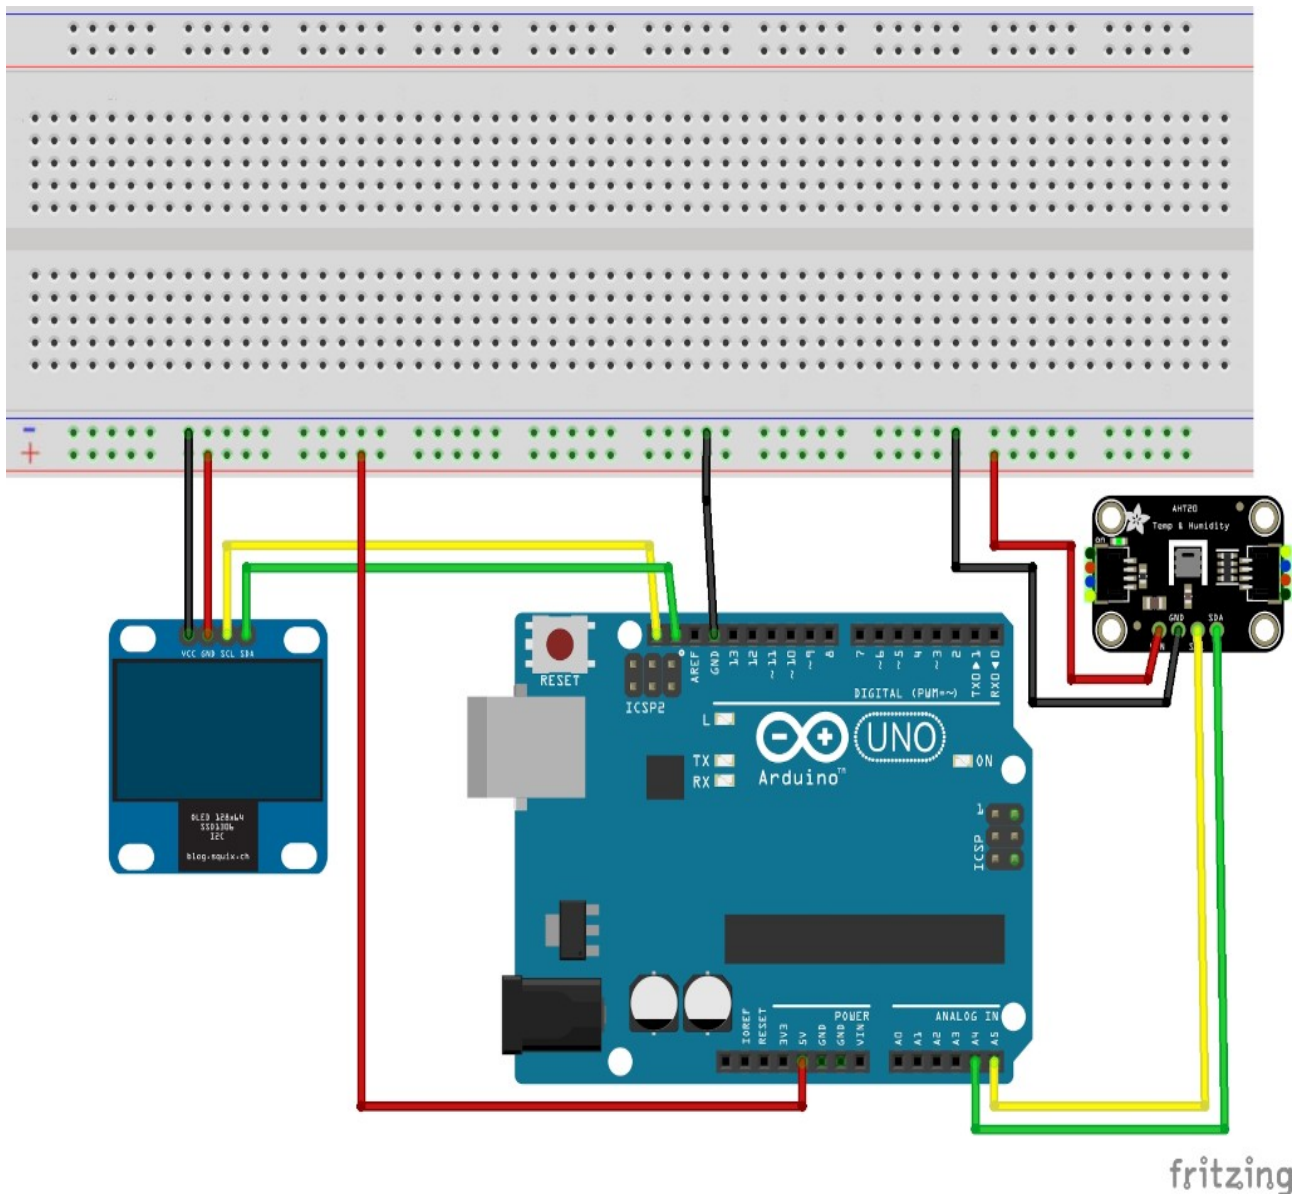 -
+
AHT20
Temp & Humidity
on
GND
SDA
VCC GND SCL SDA
OLED 128x64
SSD1306
I2C
blog.squix.ch
RESET
ICSP2
AREF
GND
13
12
~11
~10
~9
8
7
~6
~5
4
~3
2
TX0▶1
RX0◀0
DIGITAL (PWM=~)
L
TX
RX
UNO
Arduino™
ON
1
ICSP
IOREF
RESET
3V3
5V
GND
GND
VIN
POWER
A0
A1
A2
A3
A4
A5
ANALOG IN
fritzing